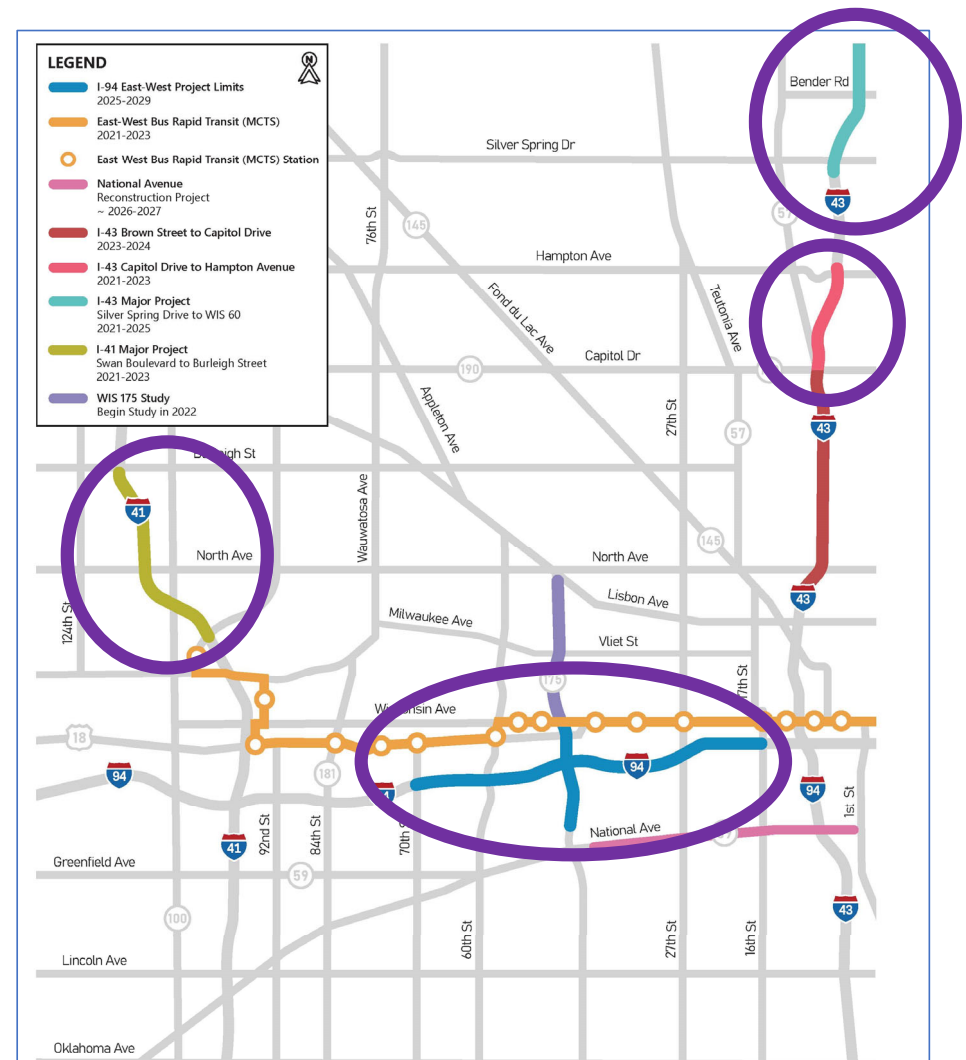 LEGEND
N
I-94 East-West Project Limits
2025-2029
East-West Bus Rapid Transit (MCTS)
2021-2023
East West Bus Rapid Transit (MCTS) Station
National Avenue
Reconstruction Project
~ 2026-2027
I-43 Brown Street to Capitol Drive
2023-2024
I-43 Capitol Drive to Hampton Avenue
2021-2023
I-43 Major Project
Silver Spring Drive to WIS 60
2021-2025
I-41 Major Project
Swan Boulevard to Burleigh Street
2021-2023
WIS 175 Study
Begin Study in 2022
Bender Rd
Silver Spring Dr
43
57
76th St
145
Hampton Ave
Fond du Lac Ave
Teutonia Ave
Capitol Dr
190
Appleton Ave
27th St
57
43
41
Wauwatosa Ave
145
North Ave
North Ave
Lisbon Ave
43
124th St
Milwaukee Ave
Vliet St
175
17th St
Wisconsin Ave
18
94
181
94
94
1st St
92nd St
84th St
70th
National Ave
41
Greenfield Ave
59
100
43
60th St
27th St
16th St
Lincoln Ave
Oklahoma Ave